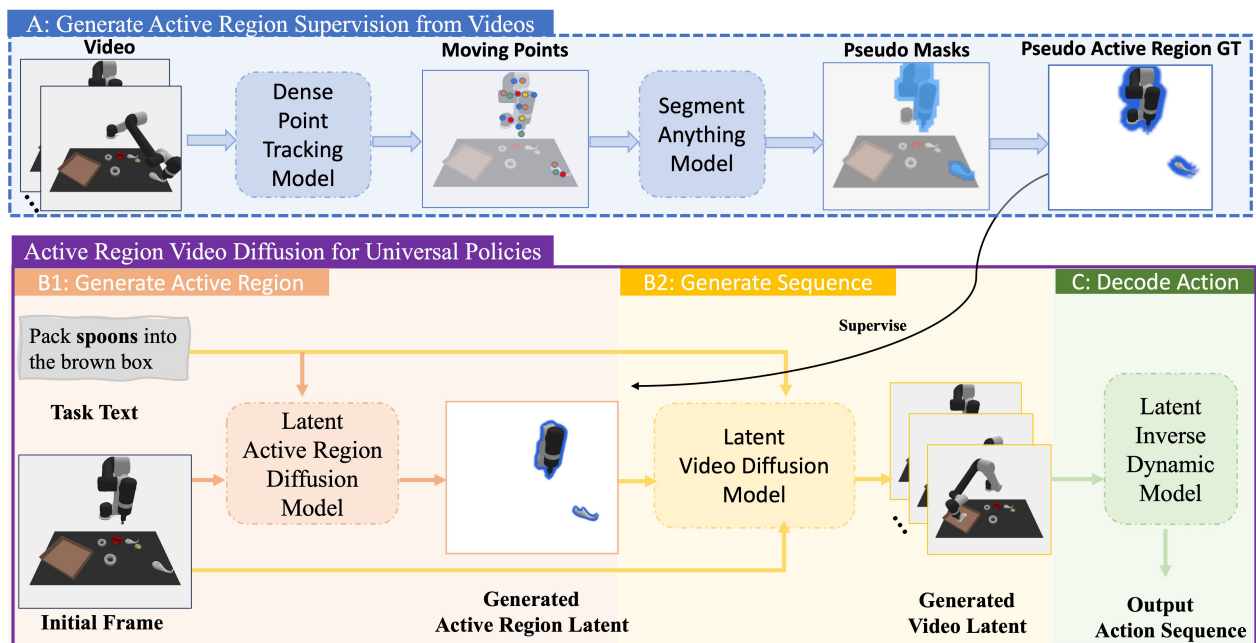 A: Generate Active Region Supervision from Videos
Video
Moving Points
Pseudo Masks
Pseudo Active Region GT
Dense
Point
Tracking
Model
Segment
Anything
Model
Active Region Video Diffusion for Universal Policies
B1: Generate Active Region
B2: Generate Sequence
C: Decode Action
Pack spoons into
the brown box
Supervise
Task Text
Latent
Active Region
Diffusion
Model
Latent
Video Diffusion
Model
Latent
Inverse
Dynamic
Model
Initial Frame
Generated
Active Region Latent
Generated
Video Latent
Output
Action Sequence